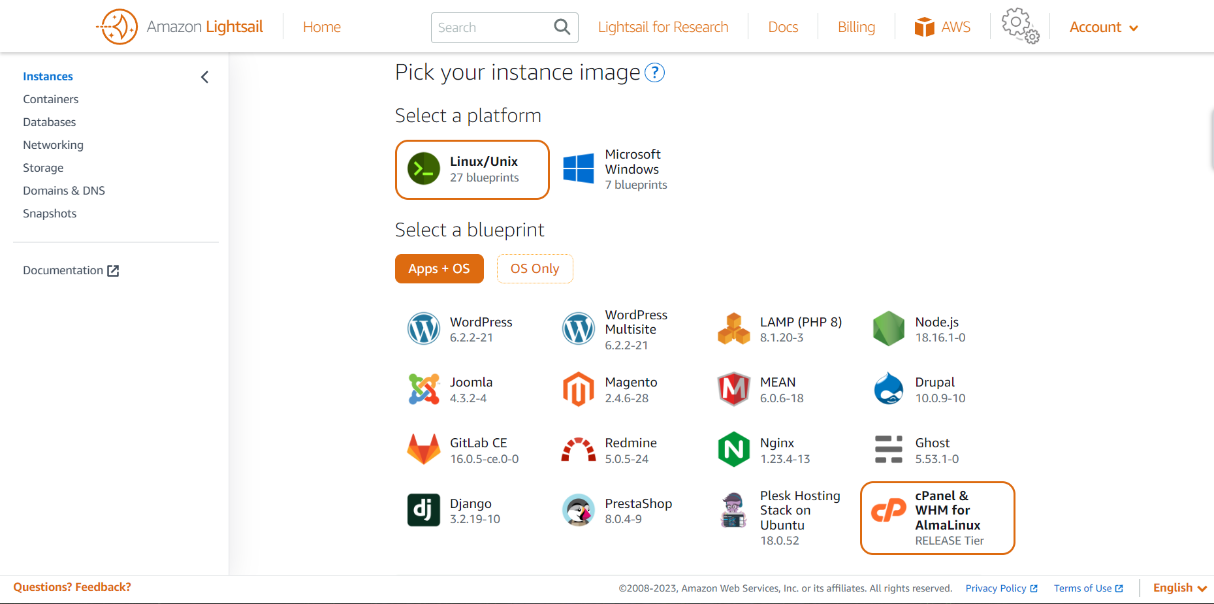 Amazon Lightsail
Home
Search
Lightsail for Research
Docs
Billing
AWS
Account
Instances
Containers
Databases
Networking
Storage
Domains & DNS
Snapshots
Documentation
Pick your instance image ?
Select a platform
Linux/Unix
27 blueprints
Microsoft
Windows
7 blueprints
Select a blueprint
Apps + OS
OS Only
WordPress
6.2.2-21
WordPress
Multisite
6.2.2-21
LAMP (PHP 8)
8.1.20-3
Node.js
18.16.1-0
Joomla
4.3.2-4
Magento
2.4.6-28
MEAN
6.0.6-18
Drupal
10.0.9-10
GitLab CE
16.0.5-ce.0-0
Redmine
5.0.5-24
Nginx
1.23.4-13
Ghost
5.53.1-0
dj
Django
3.2.19-10
PrestaShop
8.0.4-9
Plesk Hosting
Stack on
Ubuntu
18.0.52
cP
cPanel &
WHM for
AlmaLinux
RELEASE Tier
Questions? Feedback?
©2008-2023, Amazon Web Services, Inc. or its affiliates. All rights reserved.
Privacy Policy
Terms of Use
English